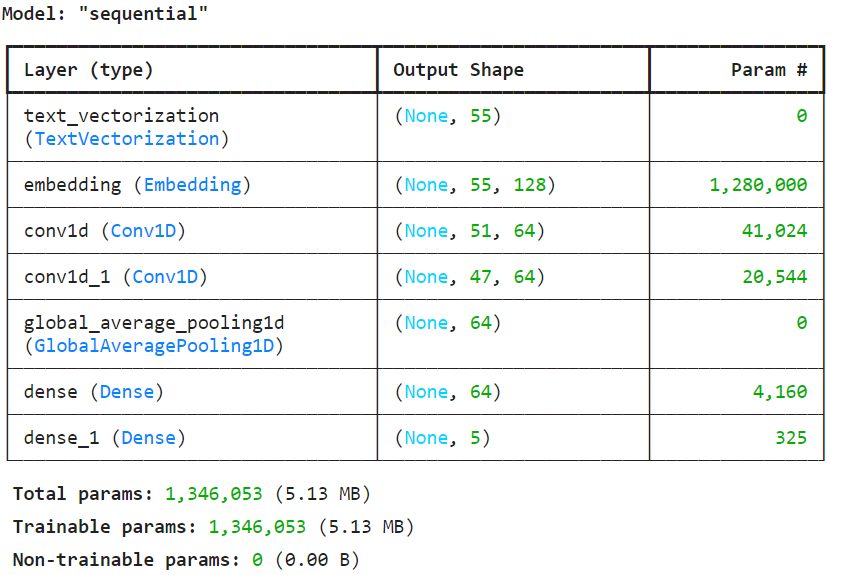 Model: "sequential"
Layer (type) Output Shape Param #
text_vectorization (None, 55) 0
(TextVectorization)
embedding (Embedding) (None, 55, 128) 1,280,000
conv1d (Conv1D) (None, 51, 64) 41,024
conv1d_1 (Conv1D) (None, 47, 64) 20,544
global_average_pooling1d (None, 64) 0
(GlobalAveragePooling1D)
dense (Dense) (None, 64) 4,160
dense_1 (Dense) (None, 5) 325
Total params: 1,346,053 (5.13 MB)
Trainable params: 1,346,053 (5.13 MB)
Non-trainable params: 0 (0.00 B)